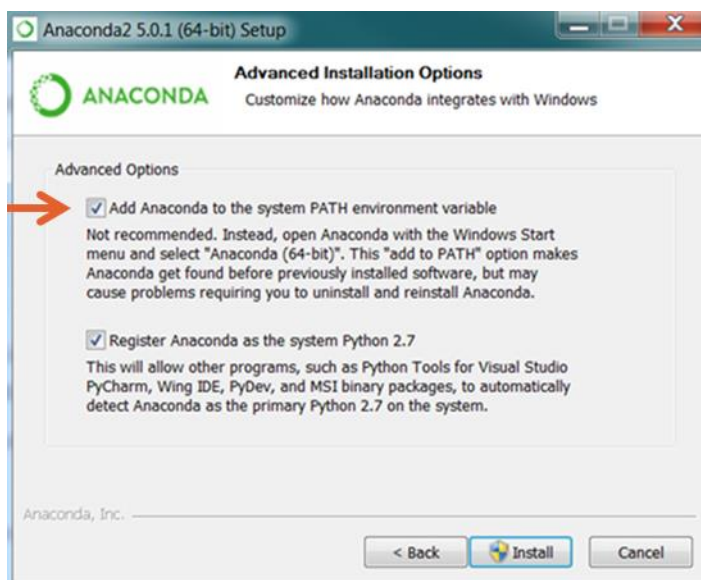 Anaconda2 5.0.1 (64-bit) Setup
ANACONDA
Advanced Installation Options
Customize how Anaconda integrates with Windows
Advanced Options
Add Anaconda to the system PATH environment variable
Not recommended. Instead, open Anaconda with the Windows Start
menu and select "Anaconda (64-bit)". This "add to PATH" option makes
Anaconda get found before previously installed software, but may
cause problems requiring you to uninstall and reinstall Anaconda.
Register Anaconda as the system Python 2.7
This will allow other programs, such as Python Tools for Visual Studio
PyCharm, Wing IDE, PyDev, and MSI binary packages, to automatically
detect Anaconda as the primary Python 2.7 on the system.
Anaconda, Inc.
< Back Install Cancel